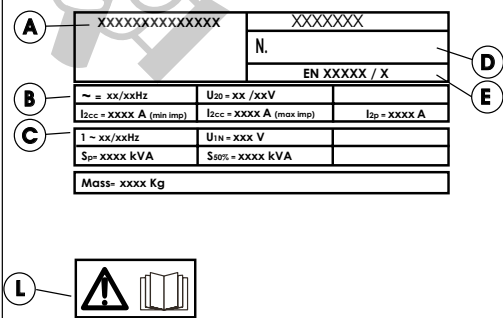 A
XXXXXXXXXXXXXXX
XXXXXXX
N.
D
EN XXXXX / X
E
B
~ = xx/xxHz
U20 = xx /xxV
I2cc = xxxx A (min imp)
I2cc = xxxx A (max imp)
I2p = xxxx A
C
1 ~ xx/xxHz
U1N = xxx V
Sp= xxxx kVA
S50% = xxxx kVA
Mass= xxxx Kg
L